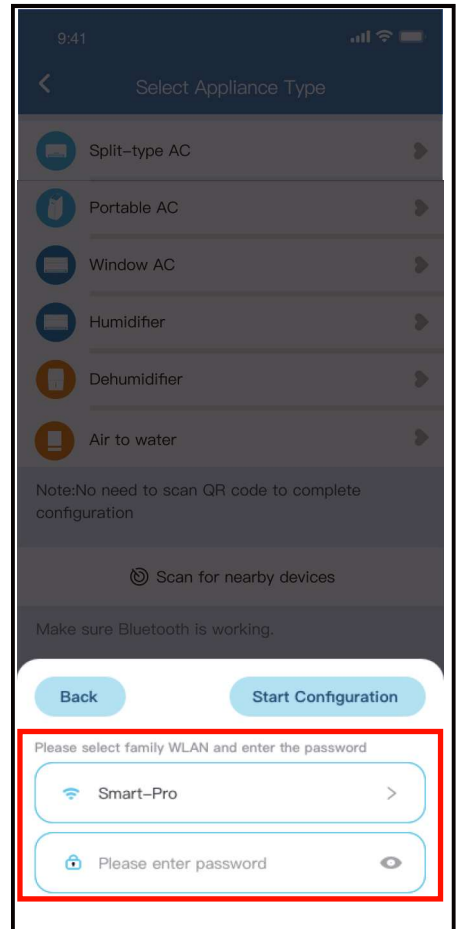 9:41
Select Appliance Type
Split-type AC
Portable AC
Window AC
Humidifier
Dehumidifier
Air to water
Note:No need to scan QR code to complete
configuration
Scan for nearby devices
Make sure Bluetooth is working.
Back
Start Configuration
Please select family WLAN and enter the password
Smart-Pro
Please enter password